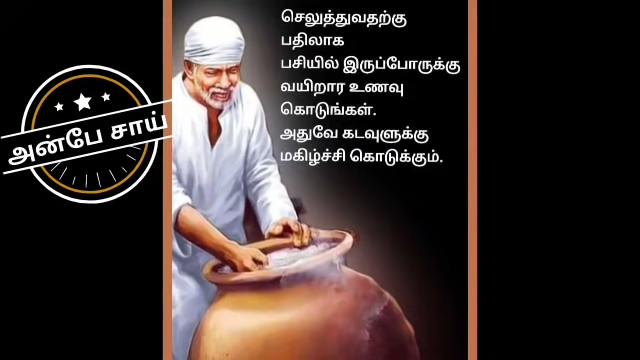 செலுத்துவதற்கு
பதிலாக
பசியில் இருப்போருக்கு
வயிறார உணவு
கொடுங்கள்.
அதுவே கடவுளுக்கு
மகிழ்ச்சி கொடுக்கும்.
அன்பே சாய்